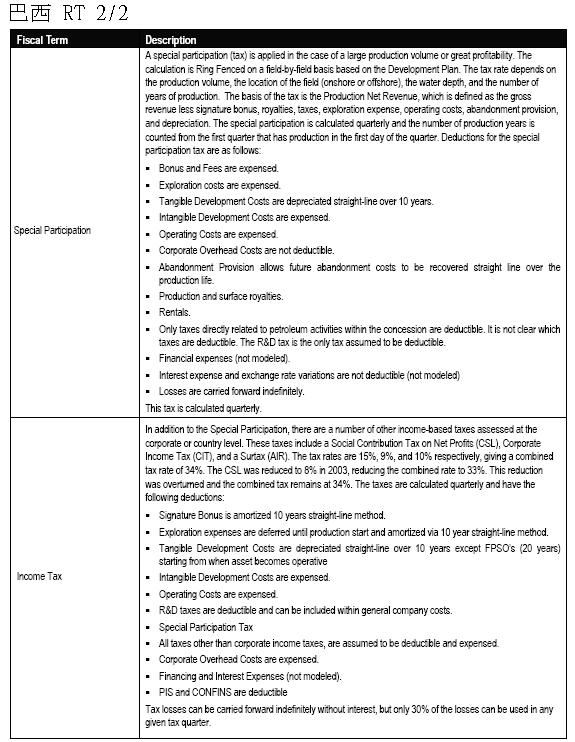 巴西 RT 2/2
Fiscal Term Description
A special participation (tax) is applied in the case of a large production volume or great profitability. The
calculation is Ring Fenced on a field-by-field basis based on the Development Plan. The tax rate depends on
the production volume, the location of the field (onshore or offshore), the water depth, and the number of
years of production. The basis of the tax is the Production Net Revenue, which is defined as the gross
revenue less signature bonus, royalties, taxes, exploration expense, operating costs, abandonment provision,
and depreciation. The special participation is calculated quarterly and the number of production years is
counted from the first quarter that has production in the first day of the quarter. Deductions for the special
participation tax are as follows:
▪ Bonus and Fees are expensed.
▪ Exploration costs are expensed.
▪ Tangible Development Costs are depreciated straight-line over 10 years.
▪ Intangible Development Costs are expensed.
Special Participation
▪ Operating Costs are expensed.
▪ Corporate Overhead Costs are not deductible.
▪ Abandonment Provision allows future abandonment costs to be recovered straight line over the
production life.
▪ Production and surface royalties.
▪ Rentals.
▪ Only taxes directly related to petroleum activities within the concession are deductible. It is not clear which
taxes are deductible. The R&D tax is the only tax assumed to be deductible.
▪ Financial expenses (not modeled).
▪ Interest expense and exchange rate variations are not deductible (not modeled)
▪ Losses are carried forward indefinitely.
This tax is calculated quarterly.
In addition to the Special Participation, there are a number of other income-based taxes assessed at the
corporate or country level. These taxes include a Social Contribution Tax on Net Profits (CSL), Corporate
Income Tax (CIT), and a Surtax (AIR). The tax rates are 15%, 9%, and 10% respectively, giving a combined
tax rate of 34%. The CSL was reduced to 8% in 2003, reducing the combined rate to 33%. This reduction
was overturned and the combined tax remains at 34%. The taxes are calculated quarterly and have the
following deductions:
▪ Signature Bonus is amortized 10 years straight-line method.
▪ Exploration expenses are deferred until production start and amortized via 10 year straight-line method.
▪ Tangible Development Costs are depreciated straight-line over 10 years except FPSO's (20 years)
starting from when asset becomes operative
Income Tax
▪ Intangible Development Costs are expensed.
▪ Operating Costs are expensed.
▪ R&D taxes are deductible and can be included within general company costs.
▪ Special Participation Tax
▪ All taxes other than corporate income taxes, are assumed to be deductible and expensed.
▪ Corporate Overhead Costs are expensed.
▪ Financing and Interest Expenses (not modeled).
▪ PIS and CONFINS are deductible
Tax losses can be carried forward indefinitely without interest, but only 30% of the losses can be used in any
given tax quarter.